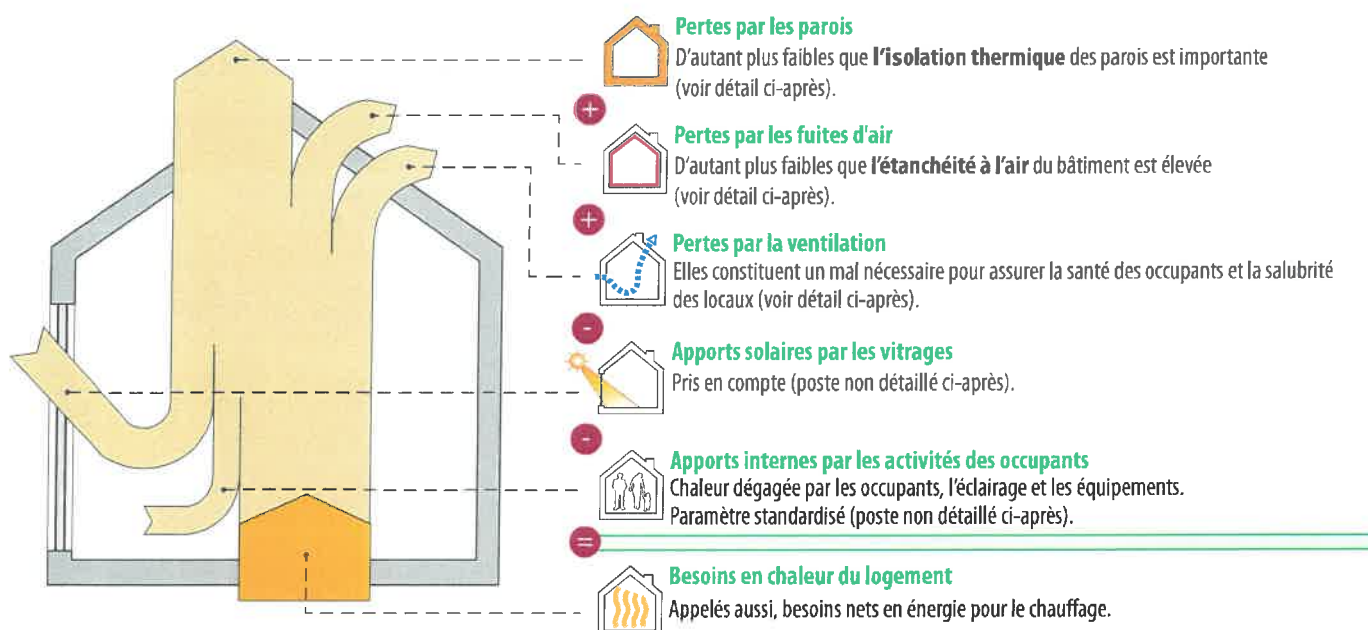 Pertes par les parois
D'autant plus faibles que l'isolation thermique des parois est importante
(voir détail ci-après).
+
Pertes par les fuites d'air
D'autant plus faibles que l'étanchéité à l'air du bâtiment est élevée
(voir détail ci-après).
+
Pertes par la ventilation
Elles constituent un mal nécessaire pour assurer la santé des occupants et la salubrité
des locaux (voir détail ci-après).
-
Apports solaires par les vitrages
Pris en compte (poste non détaillé ci-après).
-
Apports internes par les activités des occupants
Chaleur dégagée par les occupants, l'éclairage et les équipements.
Paramètre standardisé (poste non détaillé ci-après).
=
Besoins en chaleur du logement
Appelés aussi, besoins nets en énergie pour le chauffage.